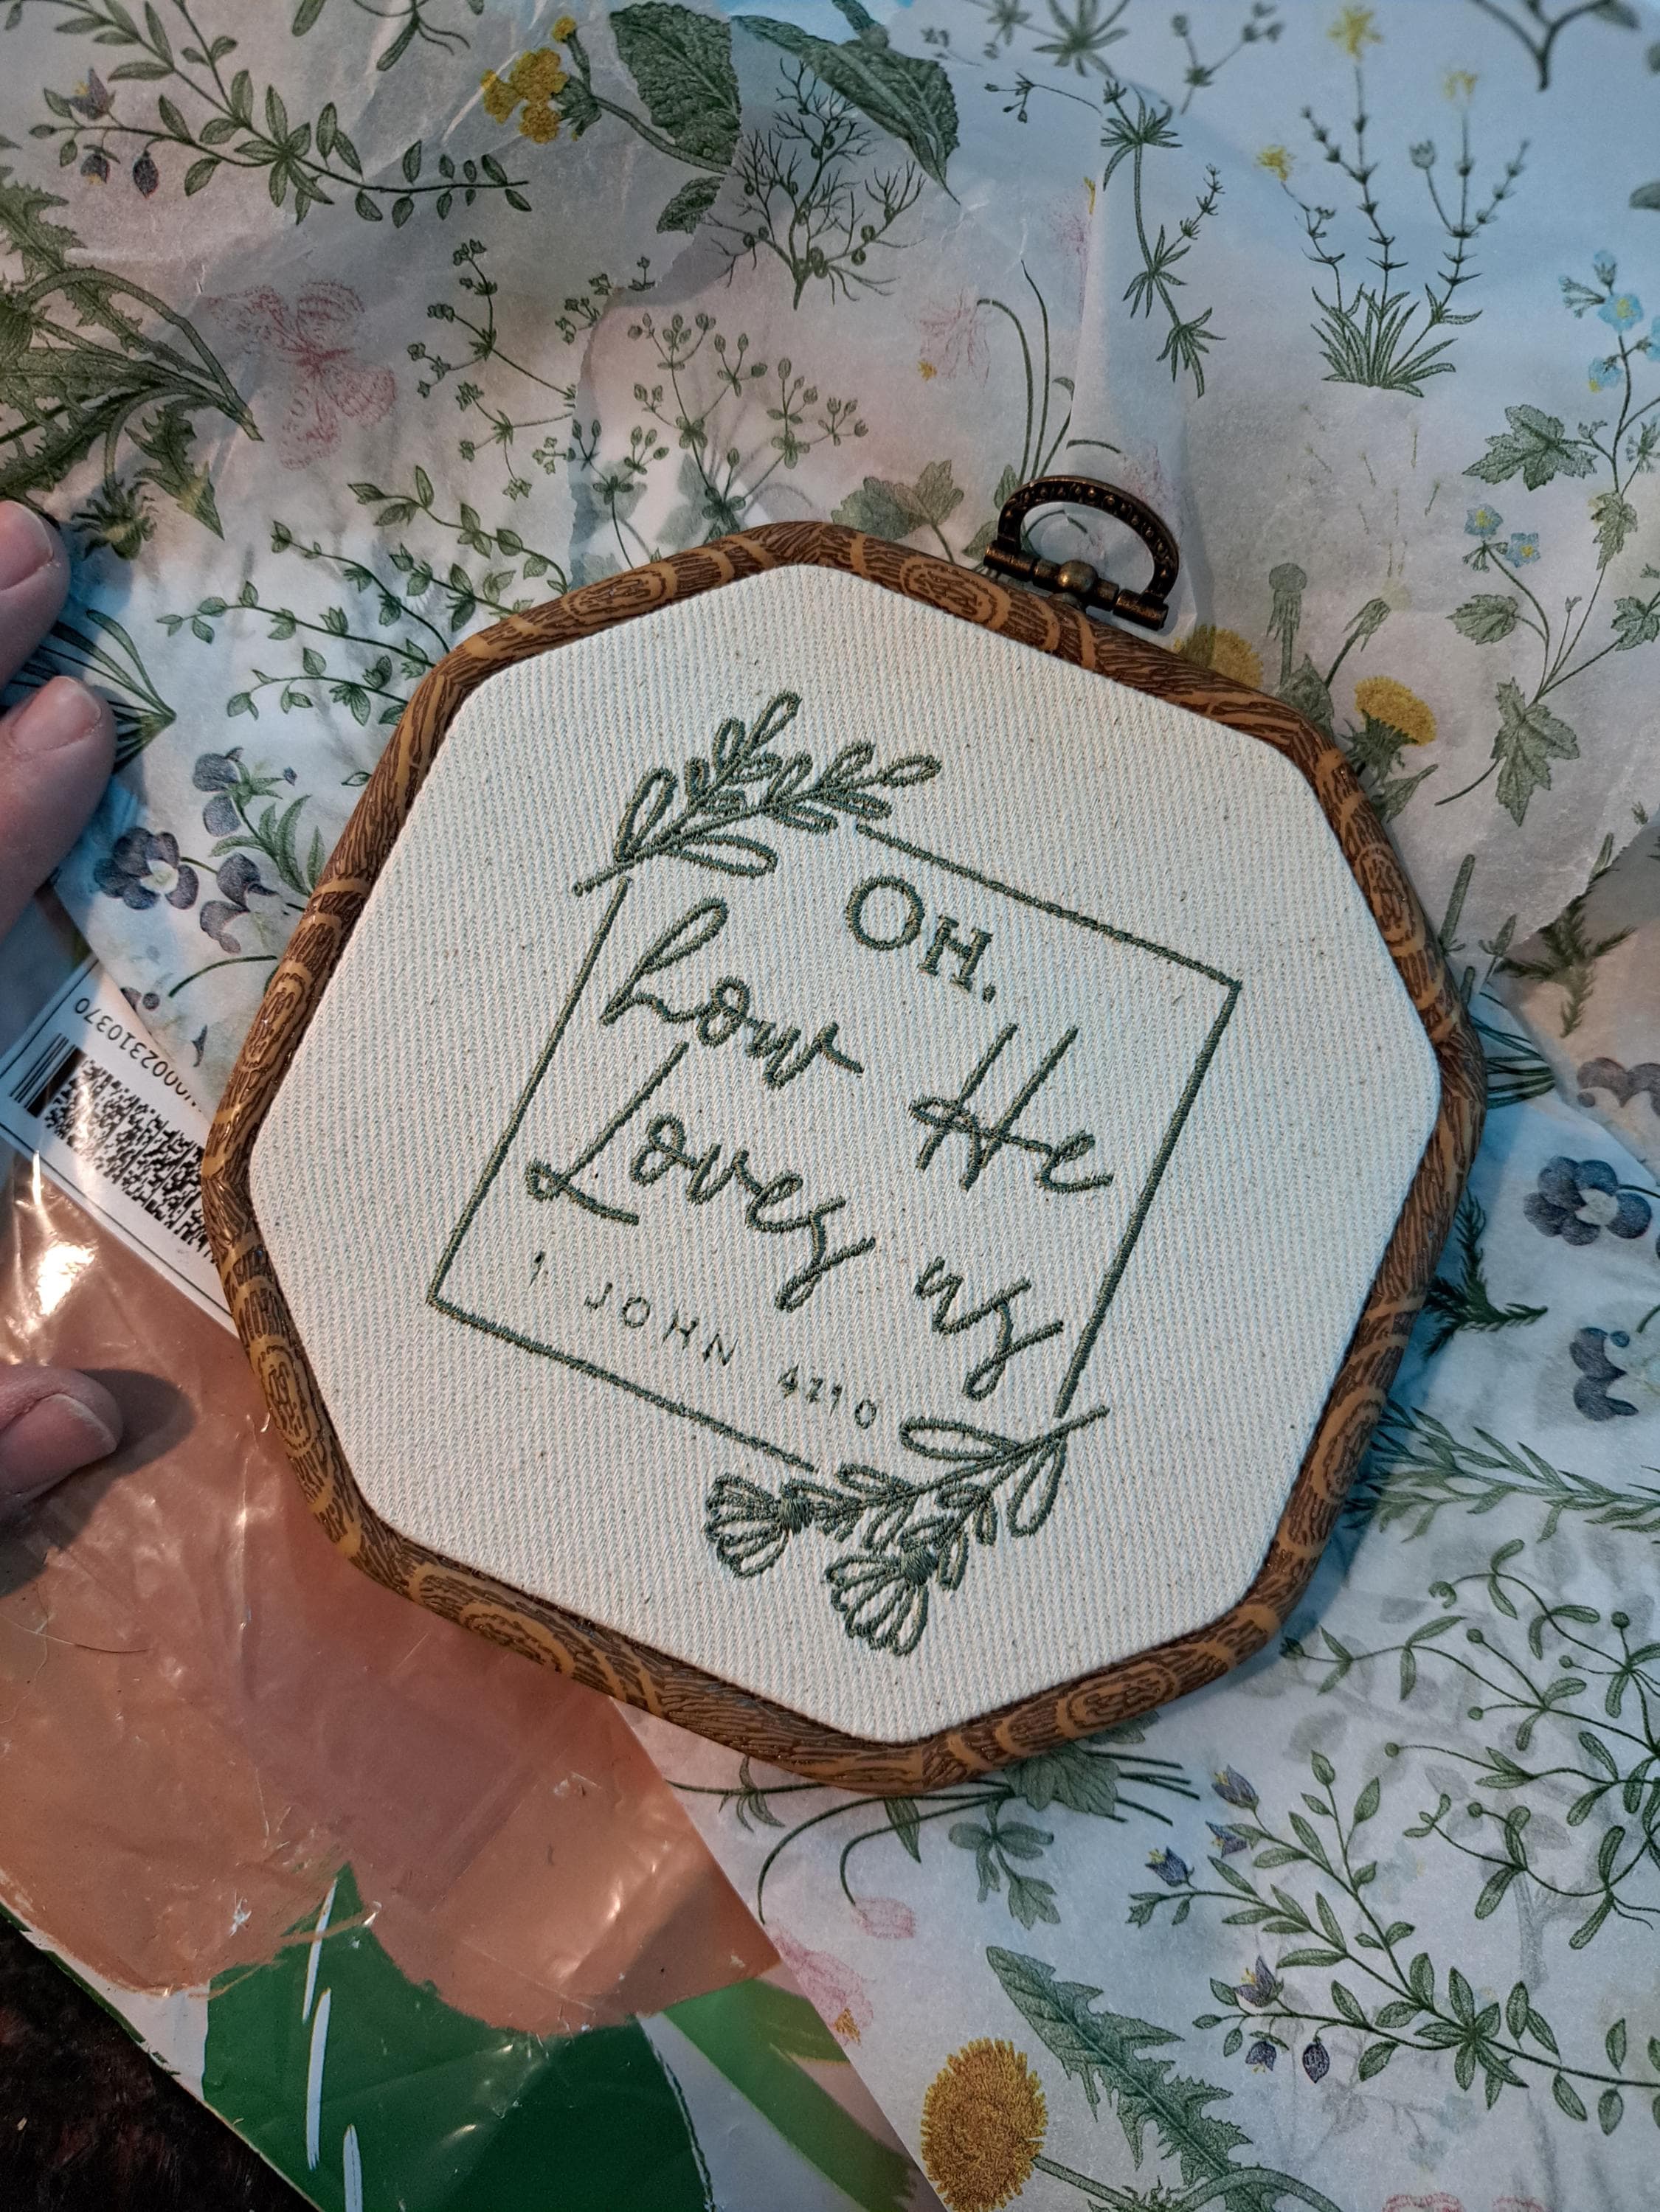 OH,
how He
Loves us
1 JOHN 4:10